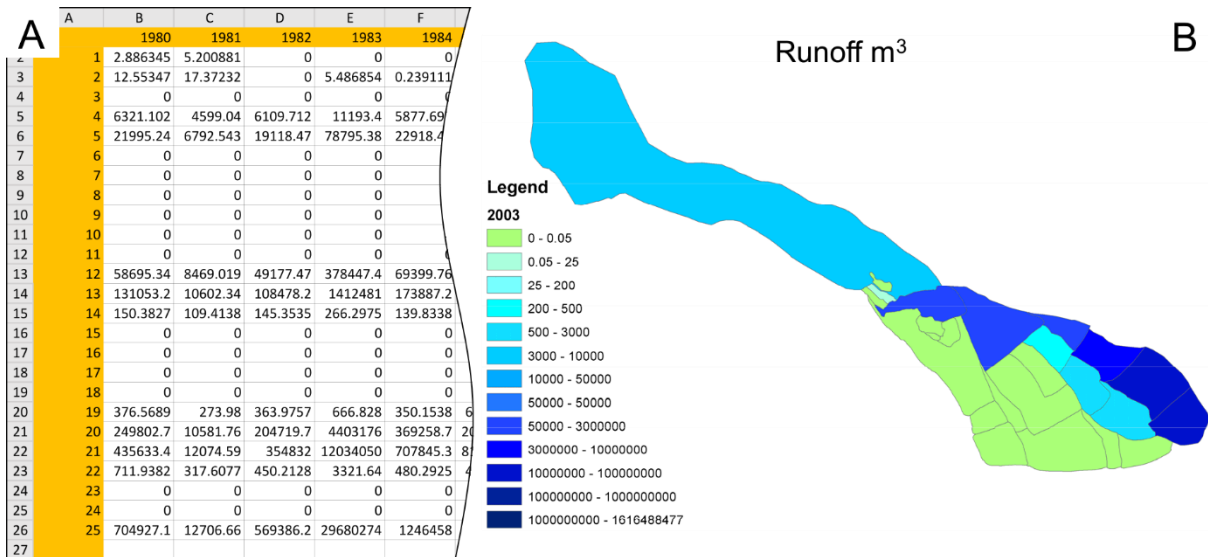 A
A B C D E F
1980 1981 1982 1983 1984
2 1 2.886345 5.200881 0 0 0
3 2 12.55347 17.37232 0 5.486854 0.239111
4 3 0 0 0 0 0
5 4 6321.102 4599.04 6109.712 11193.4 5877.69
6 5 21995.24 6792.543 19118.47 78795.38 22918.4
7 6 0 0 0 0
8 7 0 0 0 0
9 8 0 0 0 0
10 9 0 0 0 0
11 10 0 0 0 0
12 11 0 0 0 0 0
13 12 58695.34 8469.019 49177.47 378447.4 69399.76
14 13 131053.2 10602.34 108478.2 1412481 173887.2
15 14 150.3827 109.4138 145.3535 266.2975 139.8338
16 15 0 0 0 0 0
17 16 0 0 0 0 0
18 17 0 0 0 0 0
19 18 0 0 0 0 0
20 19 376.5689 273.98 363.9757 666.828 350.1538 6
21 20 249802.7 10581.76 204719.7 4403176 369258.7 20
22 21 435633.4 12074.59 354832 12034050 707845.3 8
23 22 711.9382 317.6077 450.2128 3321.64 480.2925 4
24 23 0 0 0 0 0
25 24 0 0 0 0 0
26 25 704927.1 12706.66 569386.2 29680274 1246458
27
Runoff m³
B
Legend
2003
0 - 0.05
0.05 - 25
25 - 200
200 - 500
500 - 3000
3000 - 10000
10000 - 50000
50000 - 50000
50000 - 3000000
3000000 - 10000000
10000000 - 100000000
100000000 - 1000000000
1000000000 - 1616488477